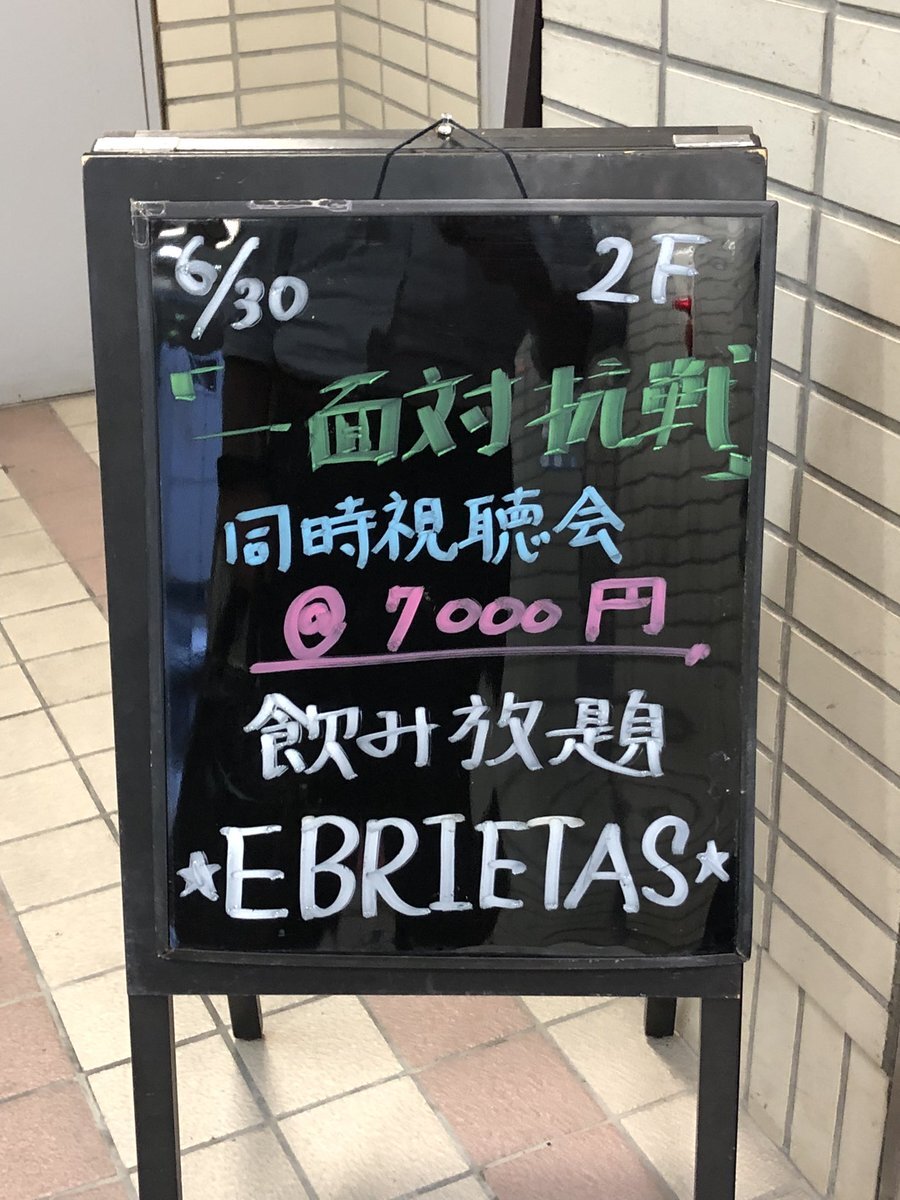 6/30 2F
「一面対抗戦」
同時視聴会
@ 7000円
飲み放題
★EBRIETAS★